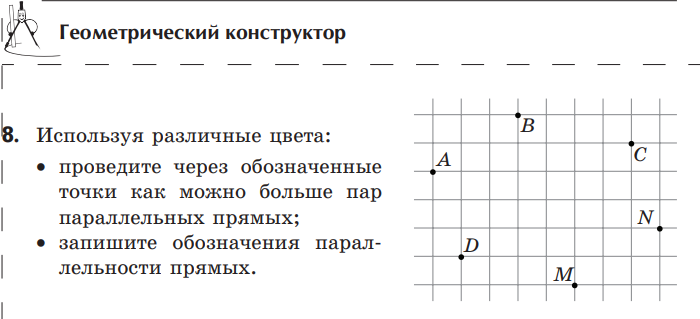 Геометрический конструктор
8. Используя различные цвета:
• проведите через обозначенные
точки как можно больше пар
параллельных прямых;
• запишите обозначения парал-
лельности прямых.
B
A
C
N
D
M